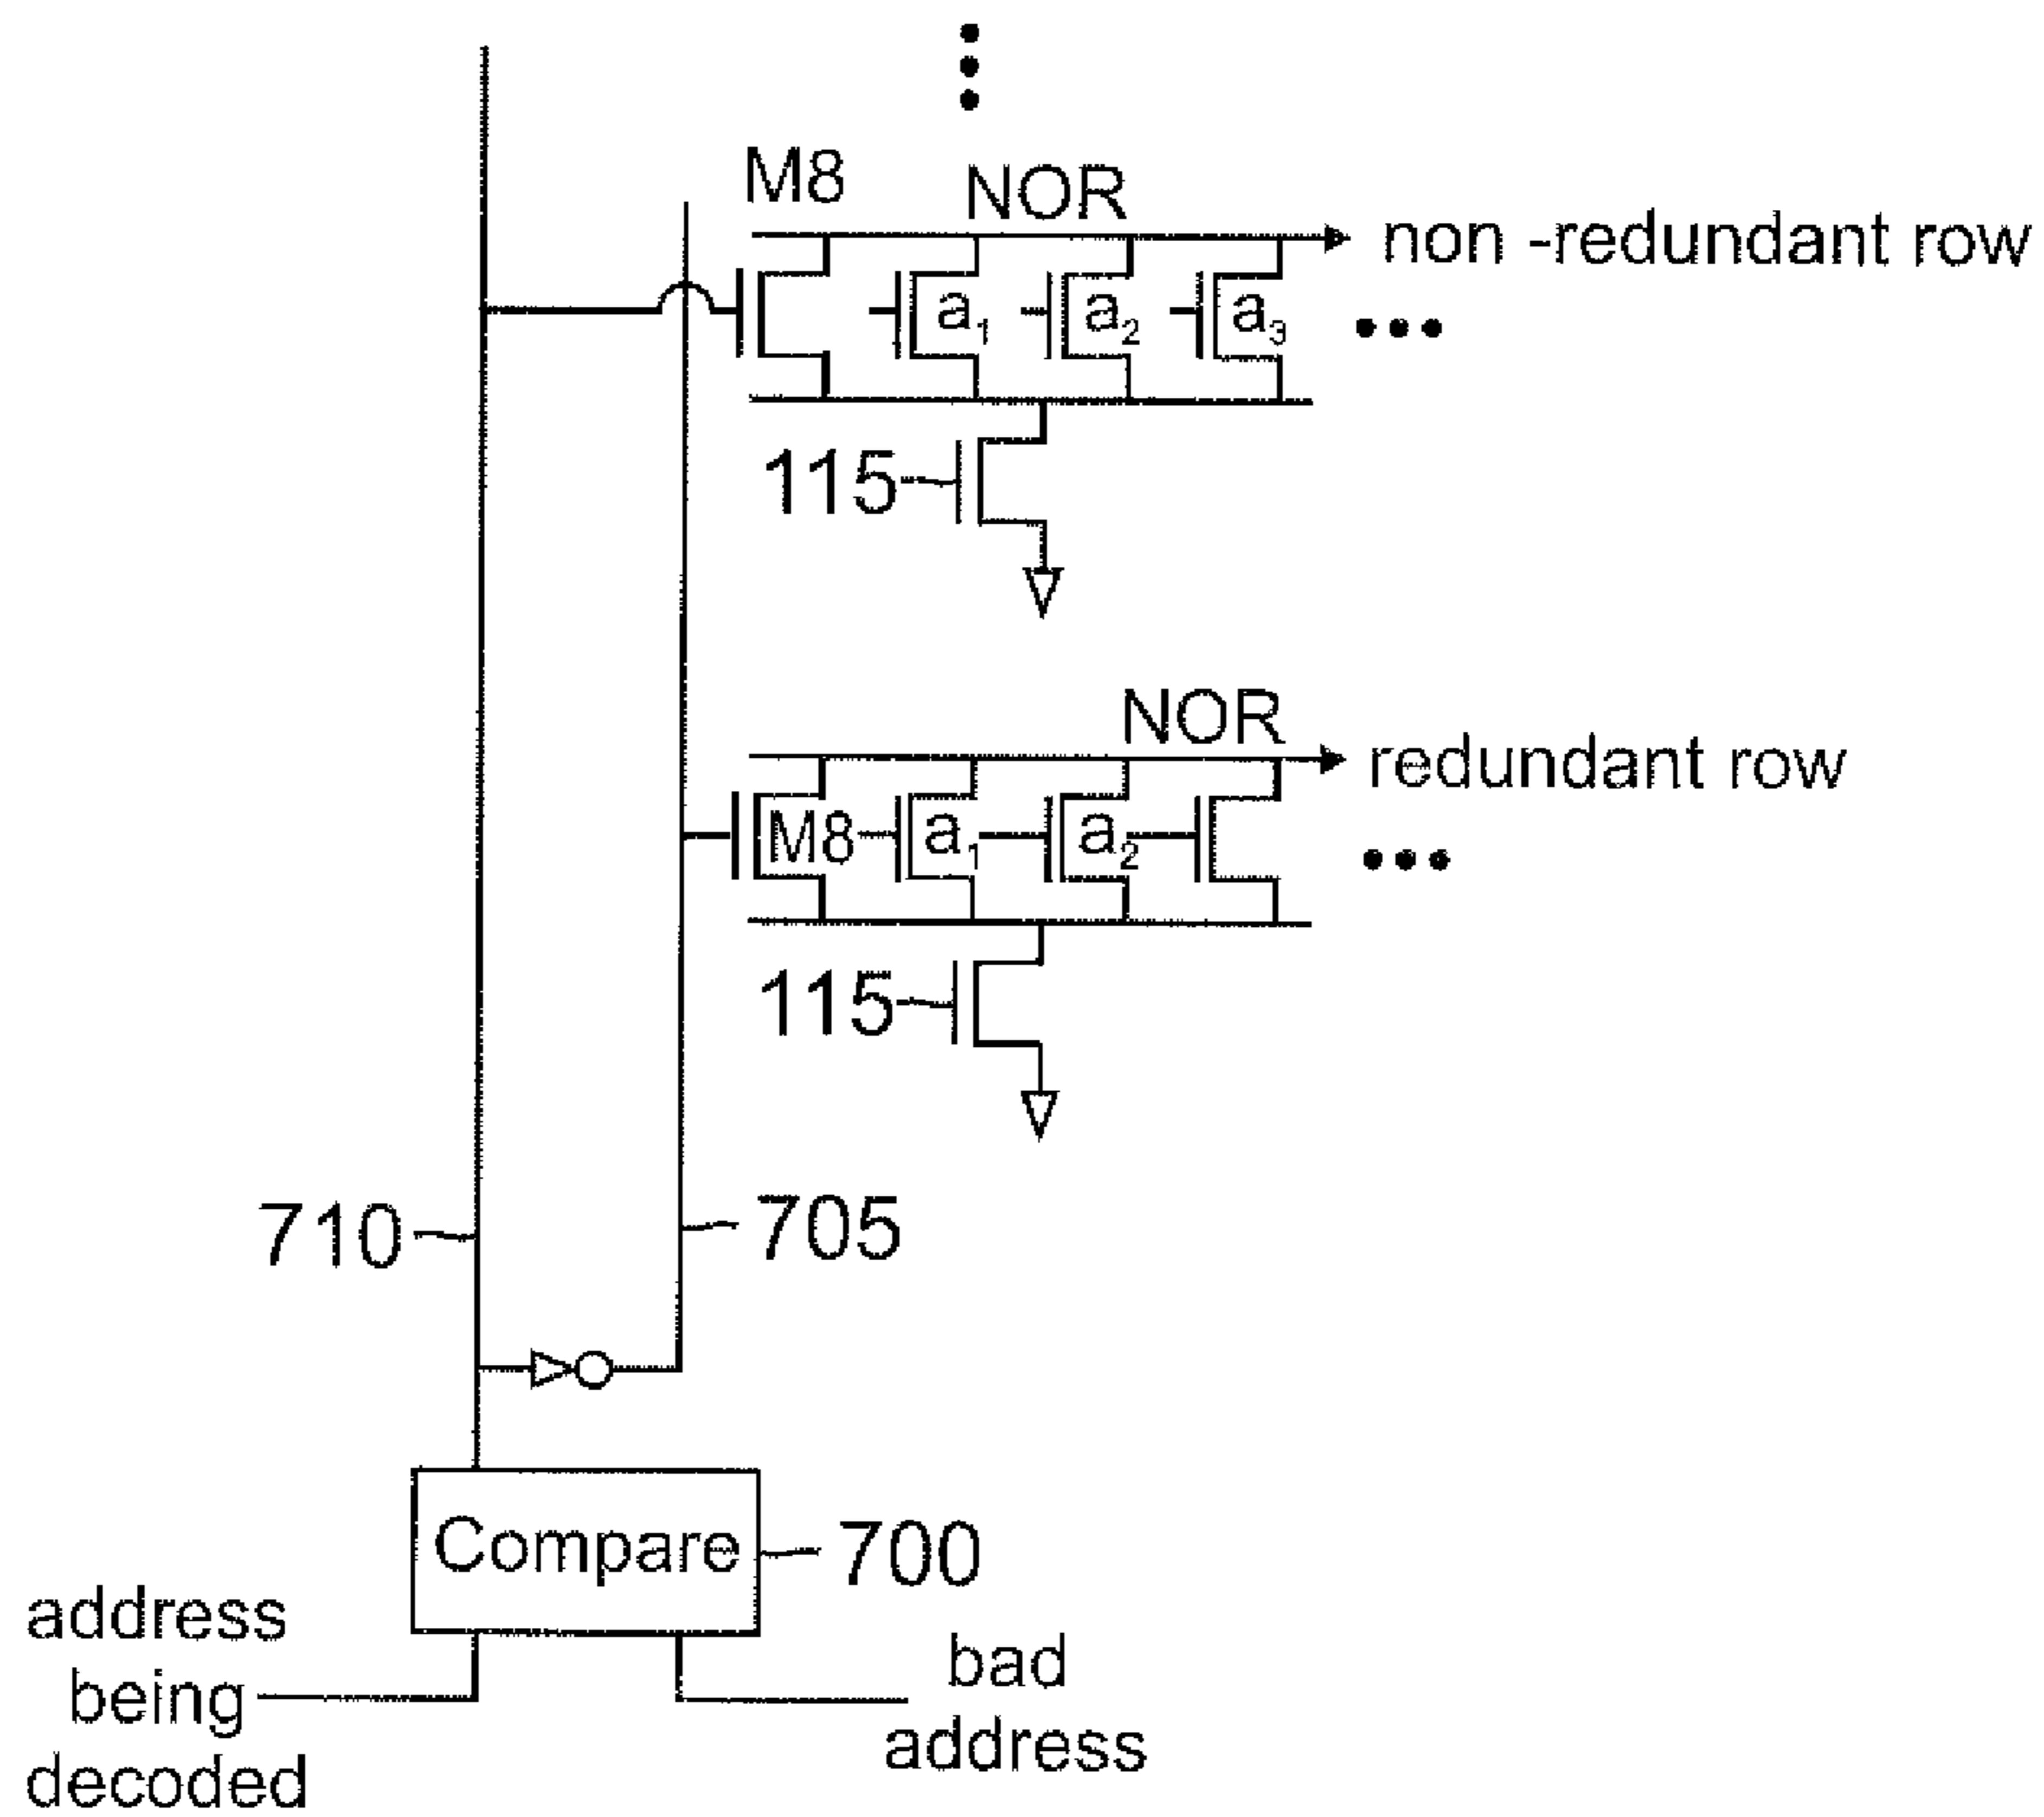 M8
NOR
non -redundant row
a1 a2 a3
115
NOR
redundant row
M8 a1 a2
115
710
705
Compare
700
address
being
decoded
bad
address